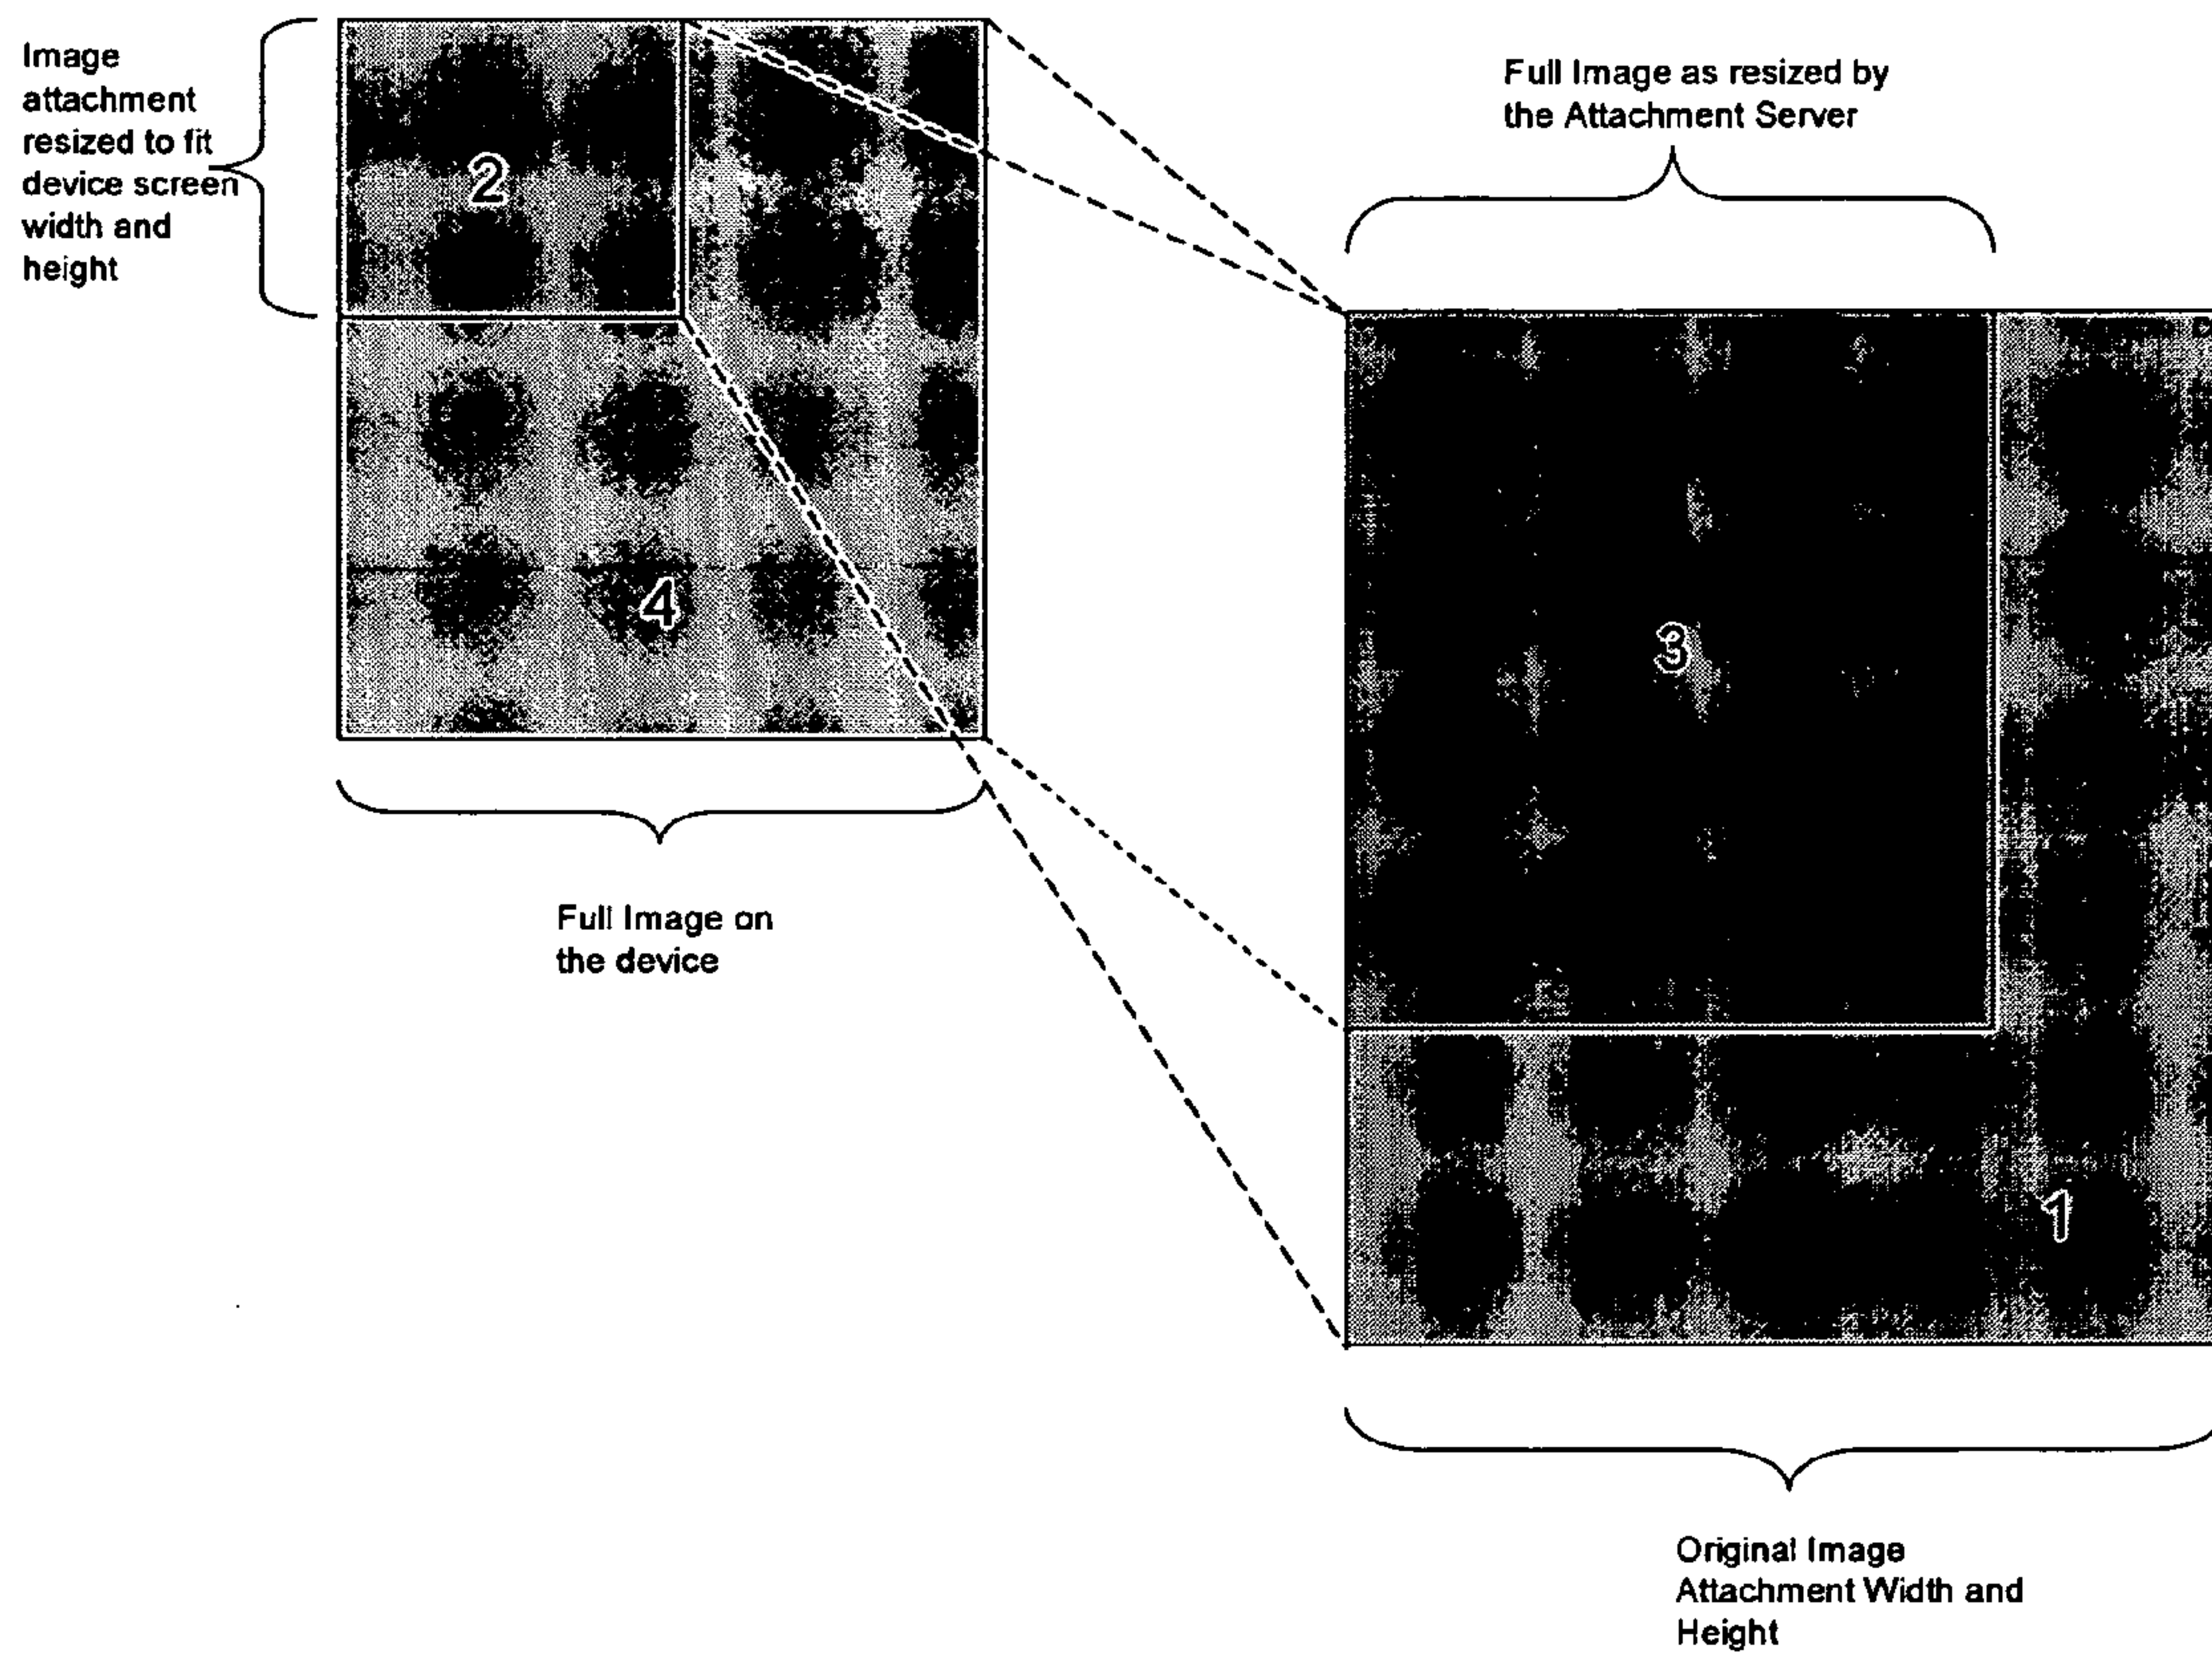 Image
attachment
resized to fit
device screen
width and
height
2
4
Full Image on
the device
Full Image as resized by
the Attachment Server
3
1
Original Image
Attachment Width and
Height